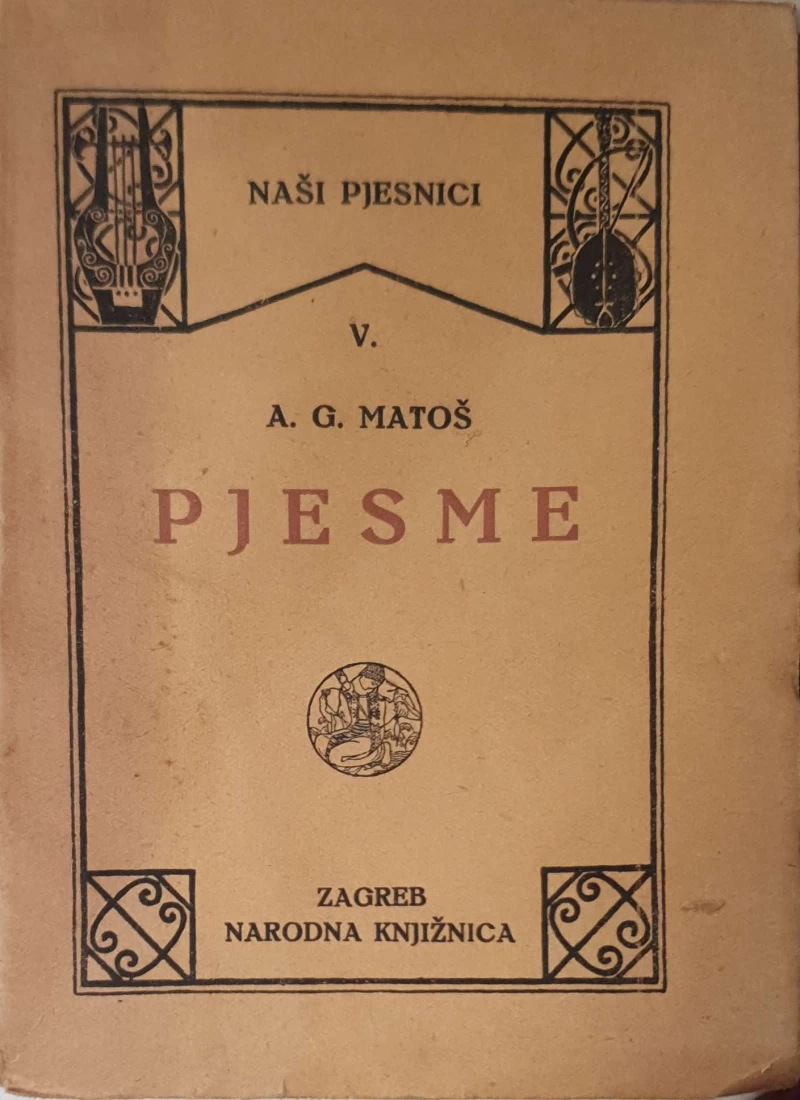 NAŠI PJESNICI
V.
A. G. MATOŠ
PJESME
ZAGREB
NARODNA KNJIŽNICA